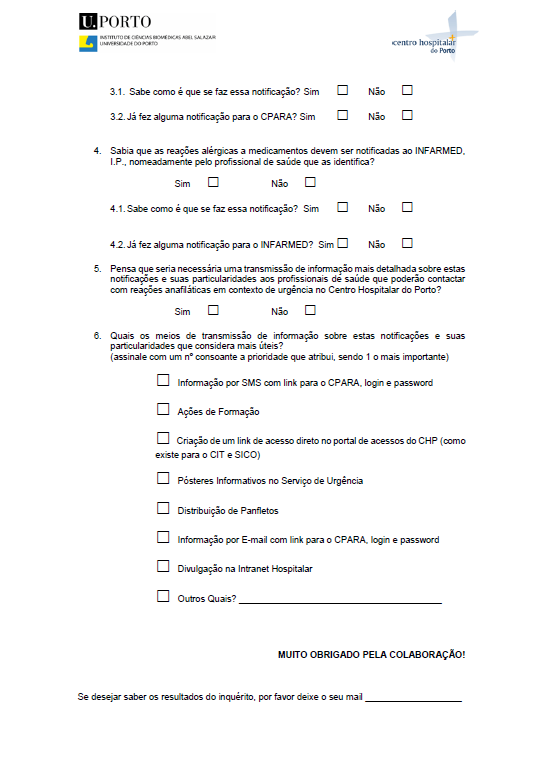 U. PORTO
INSTITUTO DE CIÊNCIAS BIOMÉDICAS ABEL SALAZAR
UNIVERSIDADE DO PORTO
centro hospitalar
do Porto
3.1. Sabe como é que se faz essa notificação? Sim ☐ Não ☐
3.2. Já fez alguma notificação para o CPARA? Sim ☐ Não ☐
4. Sabia que as reações alérgicas a medicamentos devem ser notificadas ao INFARMED,
I.P., nomeadamente pelo profissional de saúde que as identifica?
Sim ☐ Não ☐
4.1. Sabe como é que se faz essa notificação? Sim ☐ Não ☐
4.2. Já fez alguma notificação para o INFARMED? Sim ☐ Não ☐
5. Pensa que seria necessária uma transmissão de informação mais detalhada sobre estas
notificações e suas particularidades aos profissionais de saúde que poderão contactar
com reações anafiláticas em contexto de urgência no Centro Hospitalar do Porto?
Sim ☐ Não ☐
6. Quais os meios de transmissão de informação sobre estas notificações e suas
particularidades que considera mais úteis?
(assinale com um nº consoante a prioridade que atribui, sendo 1 o mais importante)
☐ Informação por SMS com link para o CPARA, login e password
☐ Ações de Formação
☐ Criação de um link de acesso direto no portal de acessos do CHP (como
existe para o CIT e SICO)
☐ Pósteres Informativos no Serviço de Urgência
☐ Distribuição de Panfletos
☐ Informação por E-mail com link para o CPARA, login e password
☐ Divulgação na Intranet Hospitalar
☐ Outros Quais? ____________________
MUITO OBRIGADO PELA COLABORAÇÃO!
Se desejar saber os resultados do inquérito, por favor deixe o seu mail ____________________